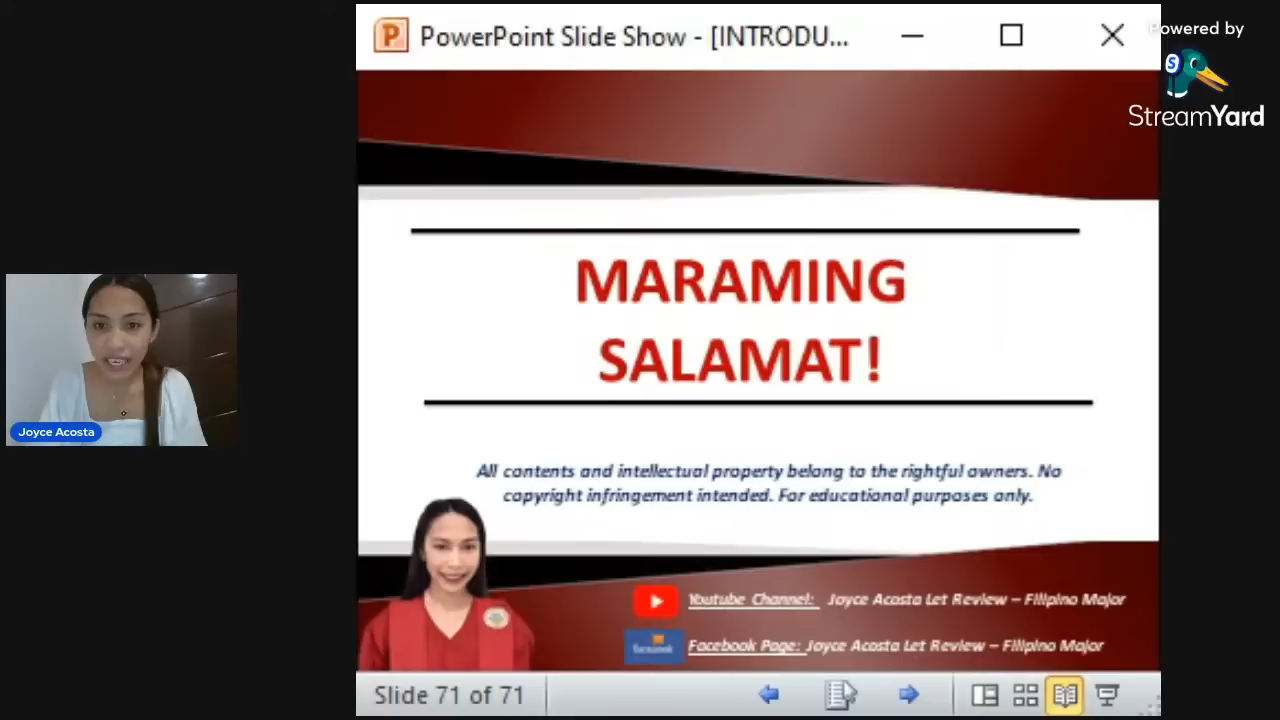 PowerPoint Slide Show - [INTRODU...
Powered by
StreamYard
MARAMING
SALAMAT!
Joyce Acosta
All contents and intellectual property belong to the rightful owners. No
copyright infringement intended. For educational purposes only.
Youtube Channel: Joyce Acosta Let Review – Filipino Major
Facebook Page: Joyce Acosta Let Review – Filipino Major
Slide 71 of 71